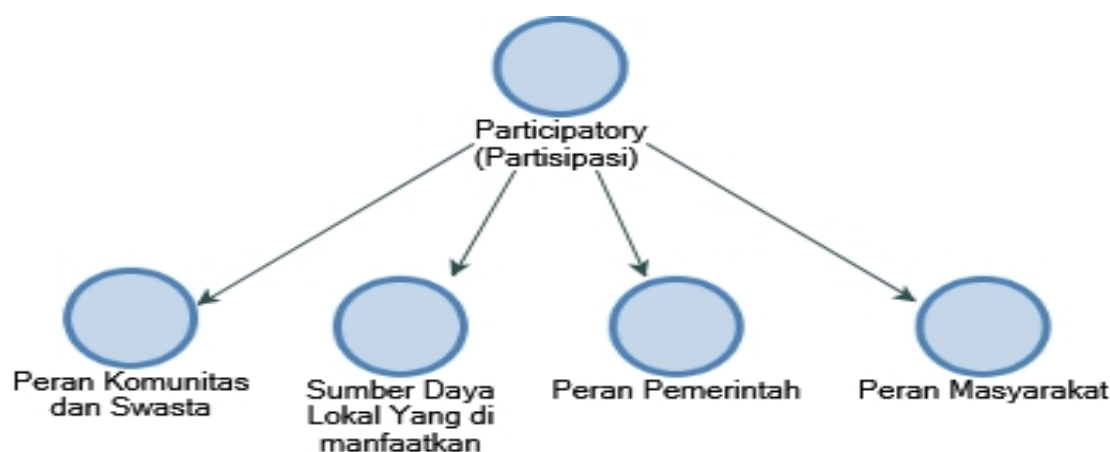 Participatory
(Partisipasi)
Peran Komunitas
dan Swasta
Sumber Daya
Lokal Yang di
manfaatkan
Peran Pemerintah
Peran Masyarakat